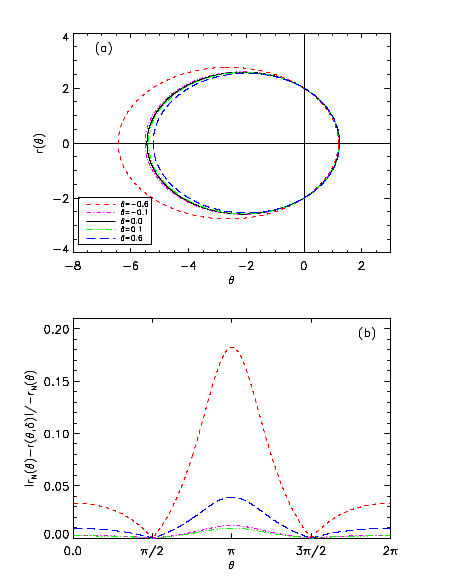 (a)
4
2
0
−2
−4
r(θ)
δ=−0.6
δ=−0.1
δ=0.0
δ=0.1
δ=0.6
−8 −6 −4 −2 0 2
θ
(b)
0.20
0.15
0.10
0.05
0.00
|r_N(θ)−r(θ,δ)|/−r_N(θ)
0.0 π/2 π 3π/2 2π
θ